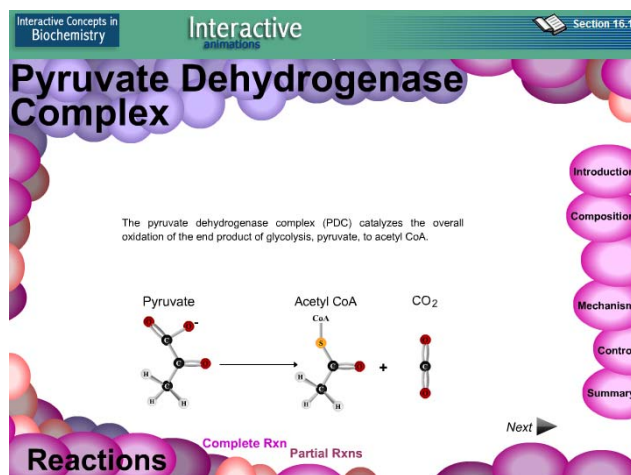 Interactive Concepts in
Biochemistry
Interactive
animations
Section 16.1
Pyruvate Dehydrogenase
Complex
Introduction
Composition
The pyruvate dehydrogenase complex (PDC) catalyzes the overall
oxidation of the end product of glycolysis, pyruvate, to acetyl CoA.
Pyruvate
Acetyl CoA
CO2
CoA
O
O-
C
C
O
C
H
H
H
S
C
O
C
H
H
H
+
O
C
O
Mechanism
Control
Summary
Next
Complete Rxn
Partial Rxns
Reactions